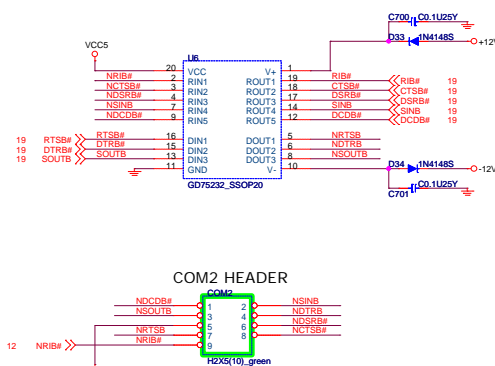 C700 C0.1U25Y
D33 1N4148S
+12V
VCC5
U6
20 VCC V+ 1
NRIB# 2 RIN1 ROUT1 19 RIB# RIB# 19
NCTSB# 3 RIN2 ROUT2 18 CTSB# CTSB# 19
NDSRB# 4 RIN3 ROUT3 17 DSRB# DSRB# 19
NSINB 7 RIN4 ROUT4 14 SINB SINB 19
NDCDB# 9 RIN5 ROUT5 12 DCDB# DCDB# 19
19 RTSB# RTSB# 16 DIN1 DOUT1 5 NRTSB
19 DTRB# DTRB# 15 DIN2 DOUT2 6 NDTRB
19 SOUTB SOUTB 13 DIN3 DOUT3 8 NSOUTB
11 GND V- 10
D34 1N4148S
-12V
GD75232_SSOP20
C0.1U25Y
C701
COM2 HEADER
COM2
NDCDB# 1 2 NSINB
NSOUTB 3 4 NDTRB
5 6 NDSRB#
NRTSB 7 8 NCTSB#
12 NRIB# NRIB# 9
H2X5(10)_green